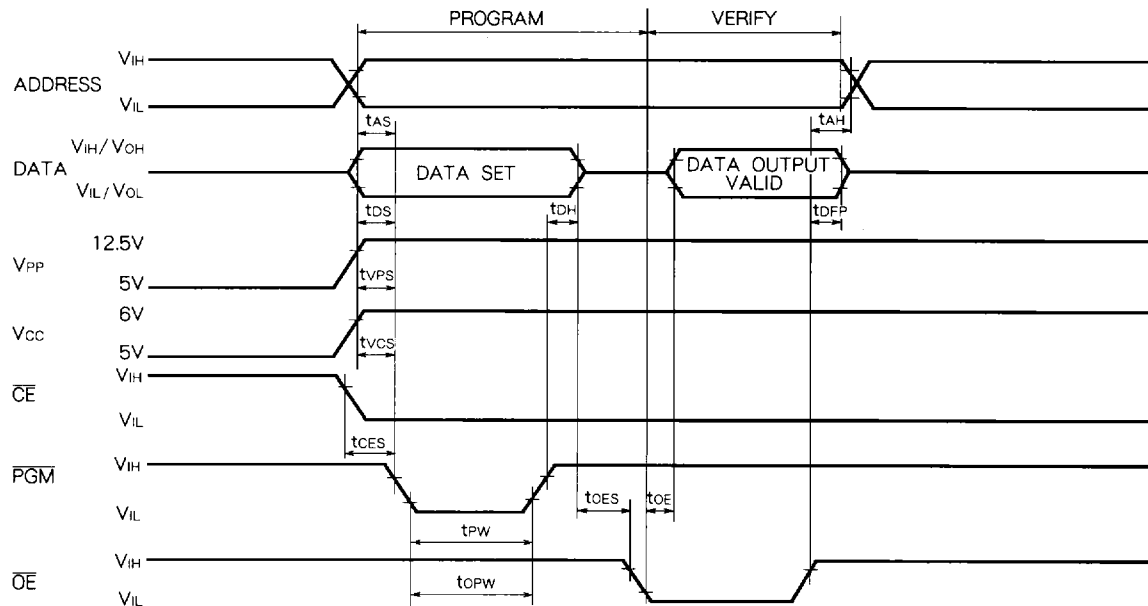 PROGRAM VERIFY
VIH
ADDRESS
VIL
tAS tAH
VIH/VOH
DATA DATA SET DATA OUTPUT VALID
VIL/VOL
tDS tDH tDFP
12.5V
VPP
5V tVPS
6V
VCC
5V tVCS
VIH
CE
VIL
tCES
VIH
PGM
VIL
tOES tOE
tPW
VIH
OE
VIL
tOPW